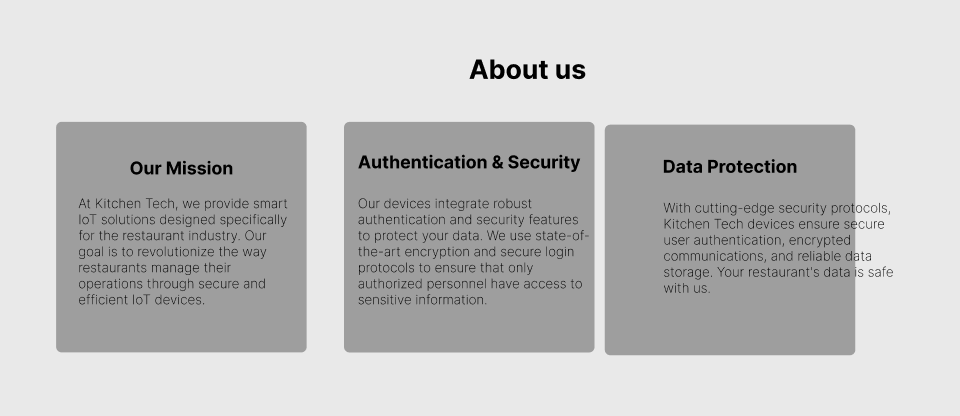 About us
Our Mission
At Kitchen Tech, we provide smart
IoT solutions designed specifically
for the restaurant industry. Our
goal is to revolutionize the way
restaurants manage their
operations through secure and
efficient IoT devices.
Authentication & Security
Our devices integrate robust
authentication and security features
to protect your data. We use state-of-
the-art encryption and secure login
protocols to ensure that only
authorized personnel have access to
sensitive information.
Data Protection
With cutting-edge security protocols,
Kitchen Tech devices ensure secure
user authentication, encrypted
communications, and reliable data
storage. Your restaurant's data is safe
with us.